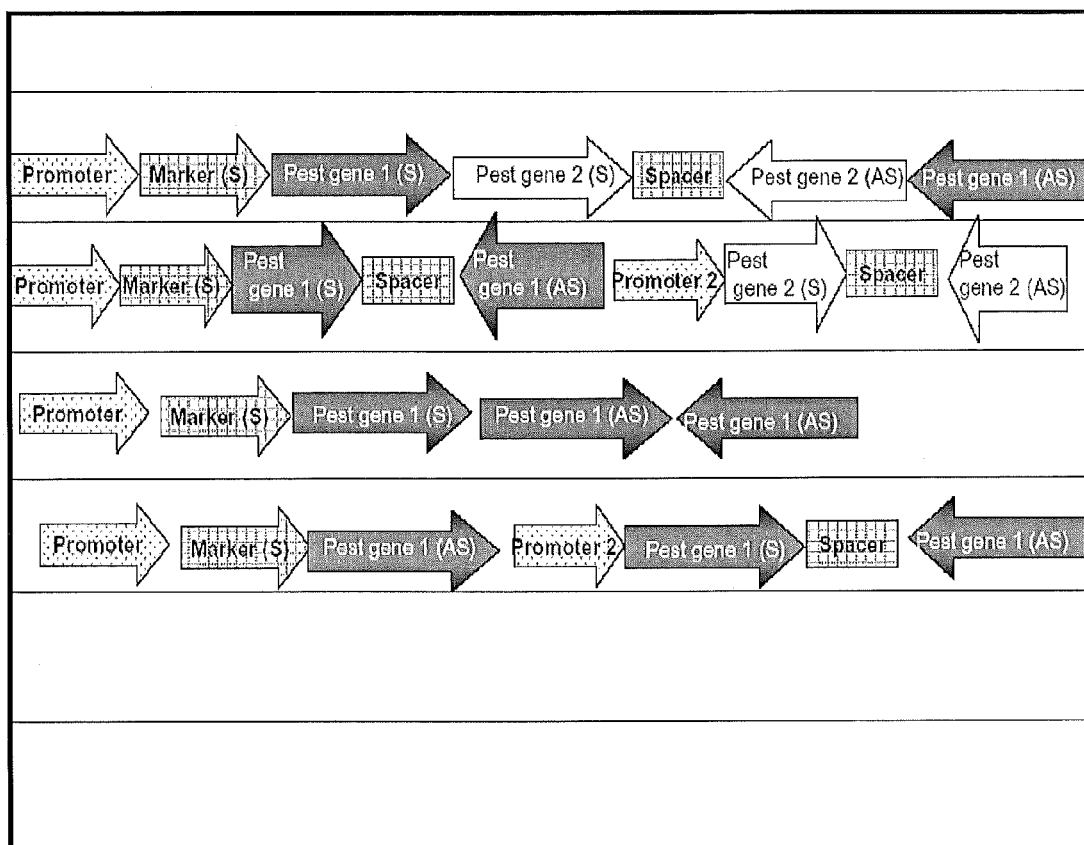 Promoter Marker (S) Pest gene 1 (S) Pest gene 2 (S) Spacer Pest gene 2 (AS) Pest gene 1 (AS)
Promoter Marker (S) Pest gene 1 (S) Spacer Pest gene 1 (AS) Promoter 2 Pest gene 2 (S) Spacer Pest gene 2 (AS)
Promoter Marker (S) Pest gene 1 (S) Pest gene 1 (AS) Pest gene 1 (AS)
Promoter Marker (S) Pest gene 1 (AS) Promoter 2 Pest gene 1 (S) Spacer Pest gene 1 (AS)